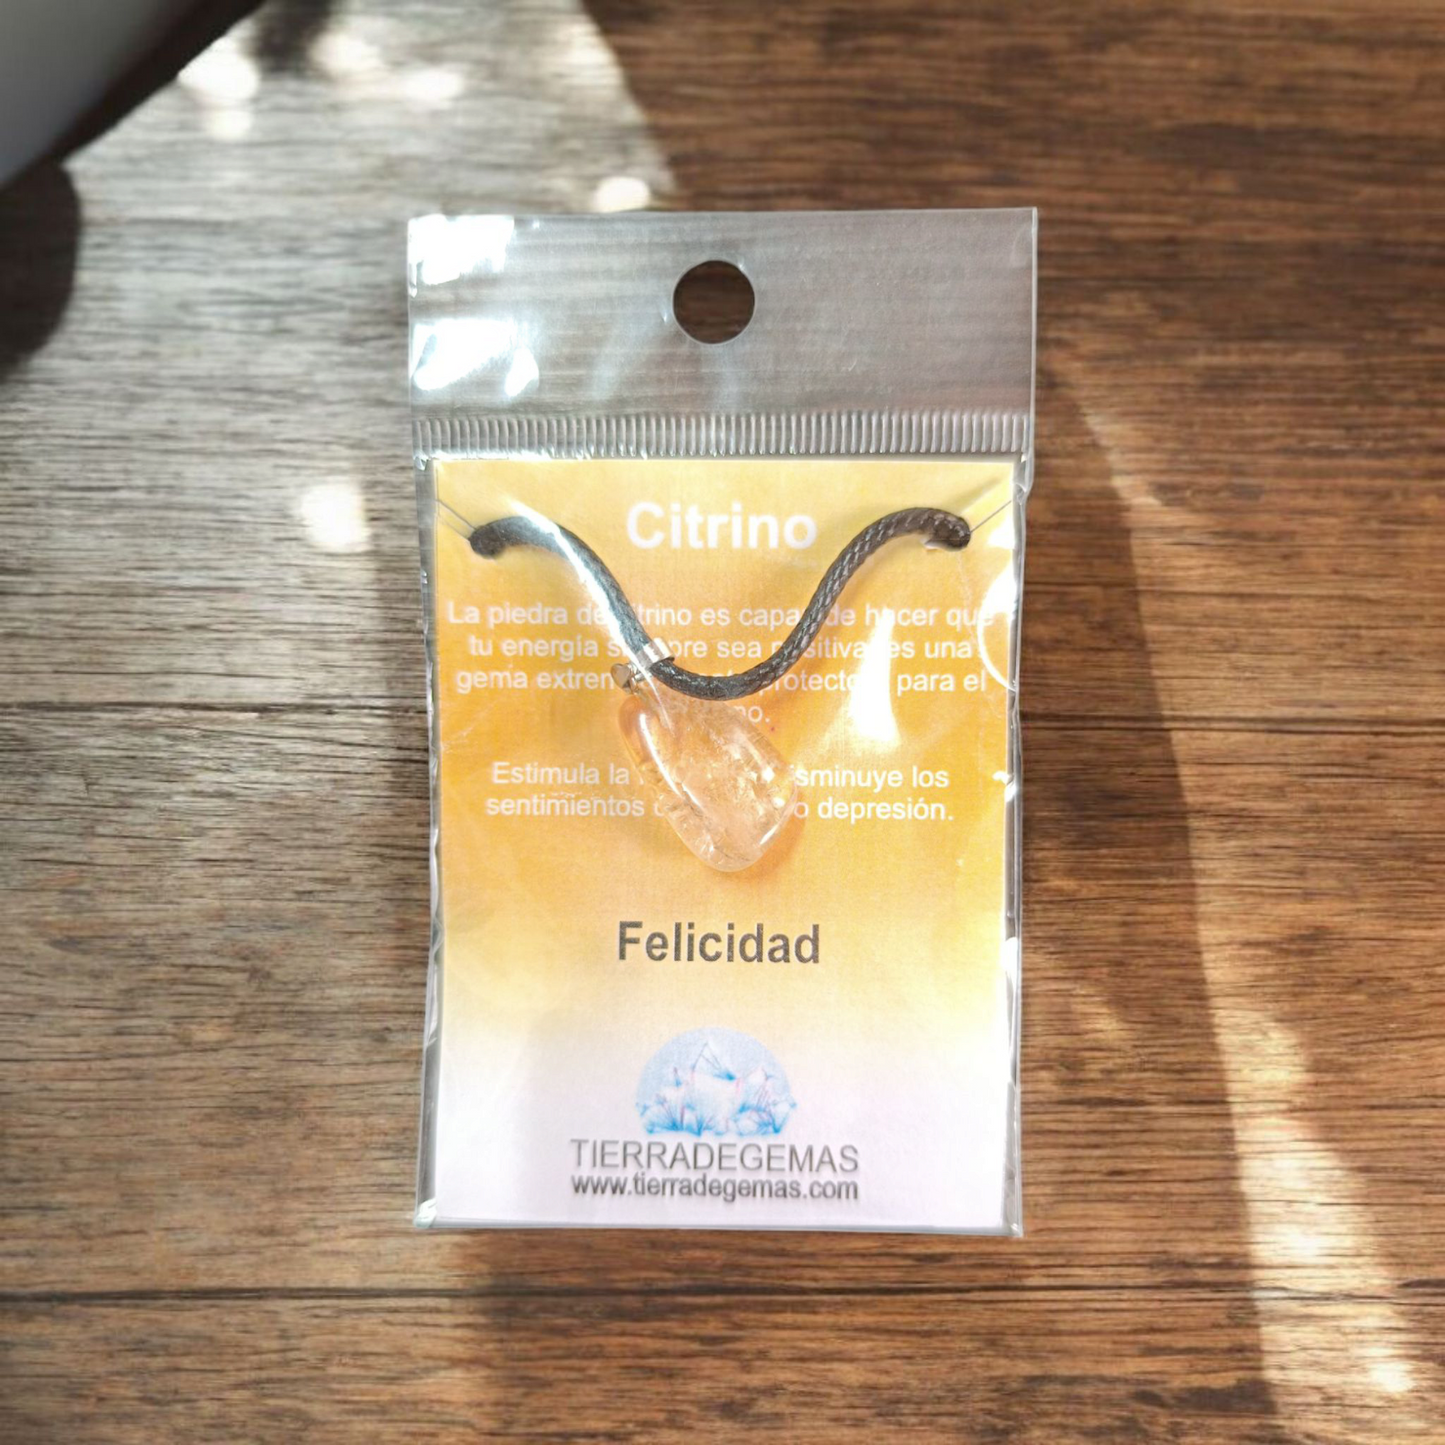 Citrino
La piedra de citrino es capaz de hacer que
tu energía siempre sea positiva, es una
gema protectora para el
Estimula la disminuye los
sentimientos o depresión.
Felicidad
TIERRADEGEMAS
www.tierradegemas.com